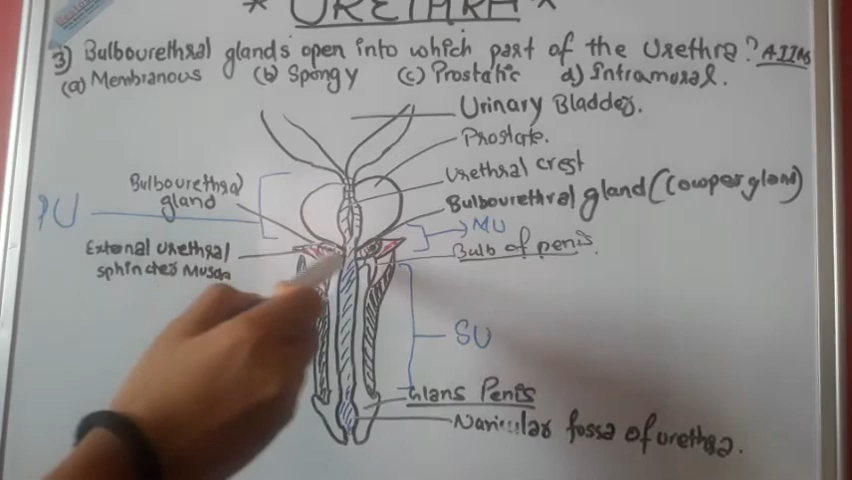 * URETHRA *
3) Bulbourethral glands open into which part of the Urethra? AIIMS
(a) Membranous (b) Spongy (c) Prostatic d) Intramural.
Urinary Bladder.
Prostate.
Urethral crest
Bulbourethral gland
Bulbourethral gland (Cowper gland)
PU
MU
External urethral sphincter Muscle
Bulb of penis.
SU
Glans Penis
Navicular fossa of urethra.